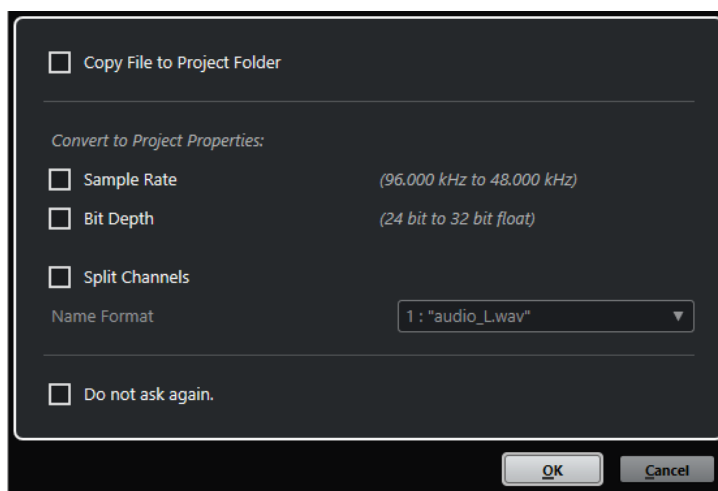 Copy File to Project Folder
Convert to Project Properties:
Sample Rate (96.000 kHz to 48.000 kHz)
Bit Depth (24 bit to 32 bit float)
Split Channels
Name Format 1 : "audio_L.wav"
Do not ask again.
OK Cancel